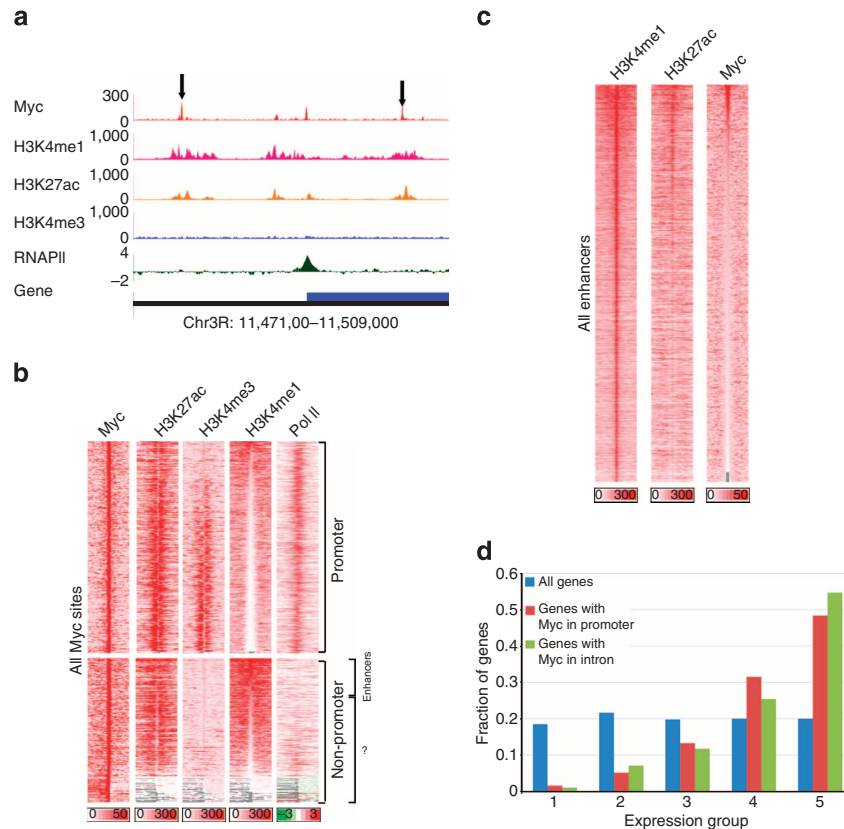 a
Myc
300
0
H3K4me1
1,000
0
H3K27ac
1,000
0
H3K4me3
1,000
0
RNAPII
4
−2
Gene
Chr3R: 11,471,00–11,509,000
b
Myc
H3K27ac
H3K4me3
H3K4me1
Pol II
All Myc sites
Promoter
Non-promoter
Enhancers
?
0 50
0 300
0 300
0 300
−3 3
c
H3K4me1
H3K27ac
Myc
All enhancers
0 300
0 300
0 50
d
Fraction of genes
0.6
0.5
0.4
0.3
0.2
0.1
0
All genes
Genes with
Myc in promoter
Genes with
Myc in intron
1 2 3 4 5
Expression group